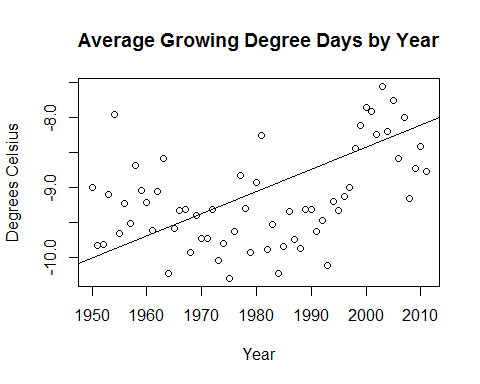 Average Growing Degree Days by Year
Degrees Celsius
-8.0
-9.0
-10.0
1950 1960 1970 1980 1990 2000 2010
Year